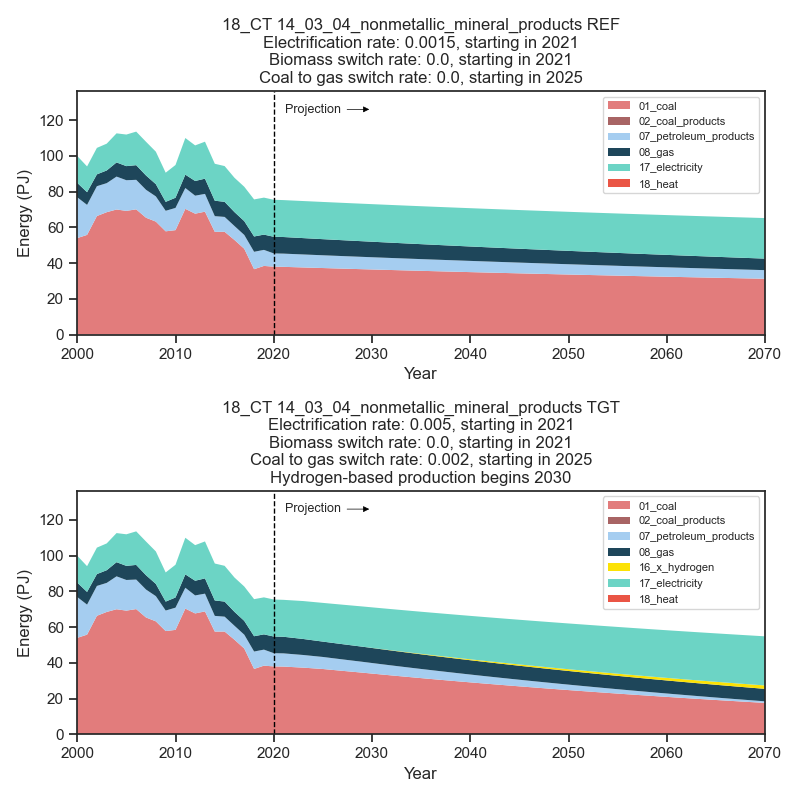 18_CT 14_03_04_nonmetallic_mineral_products REF
Electrification rate: 0.0015, starting in 2021
Biomass switch rate: 0.0, starting in 2021
Coal to gas switch rate: 0.0, starting in 2025
Projection
01_coal
02_coal_products
07_petroleum_products
08_gas
17_electricity
18_heat
Energy (PJ)
120
100
80
60
40
20
0
2000 2010 2020 2030 2040 2050 2060 2070
Year
18_CT 14_03_04_nonmetallic_mineral_products TGT
Electrification rate: 0.005, starting in 2021
Biomass switch rate: 0.0, starting in 2021
Coal to gas switch rate: 0.002, starting in 2025
Hydrogen-based production begins 2030
Projection
01_coal
02_coal_products
07_petroleum_products
08_gas
16_x_hydrogen
17_electricity
18_heat
Energy (PJ)
120
100
80
60
40
20
0
2000 2010 2020 2030 2040 2050 2060 2070
Year